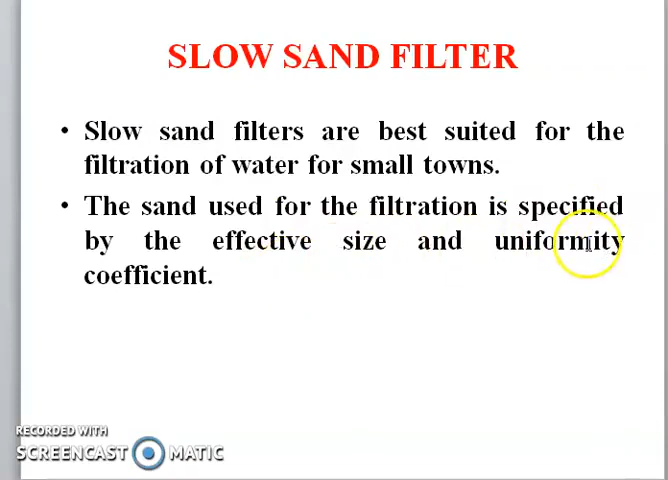 SLOW SAND FILTER
• Slow sand filters are best suited for the
filtration of water for small towns.
• The sand used for the filtration is specified
by the effective size and uniformity
coefficient.
RECORDED WITH
SCREENCAST MATIC